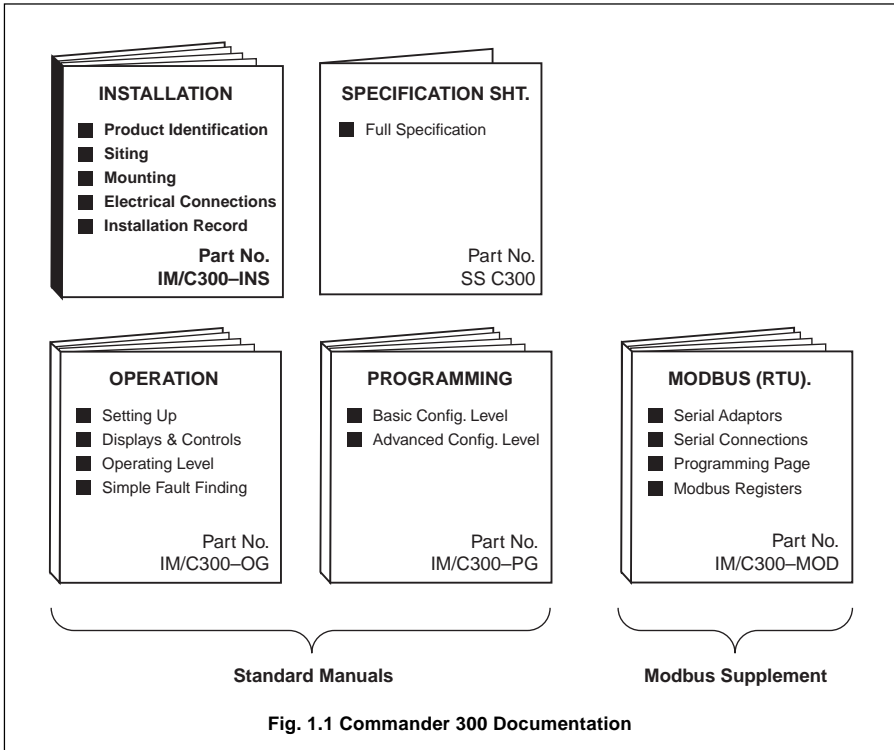 INSTALLATION
Product Identification
Siting
Mounting
Electrical Connections
Installation Record
Part No.
IM/C300–INS
SPECIFICATION SHT.
Full Specification
Part No.
SS C300
OPERATION
Setting Up
Displays & Controls
Operating Level
Simple Fault Finding
Part No.
IM/C300–OG
PROGRAMMING
Basic Config. Level
Advanced Config. Level
Part No.
IM/C300–PG
MODBUS (RTU).
Serial Adaptors
Serial Connections
Programming Page
Modbus Registers
Part No.
IM/C300–MOD
Standard Manuals
Modbus Supplement
Fig. 1.1 Commander 300 Documentation